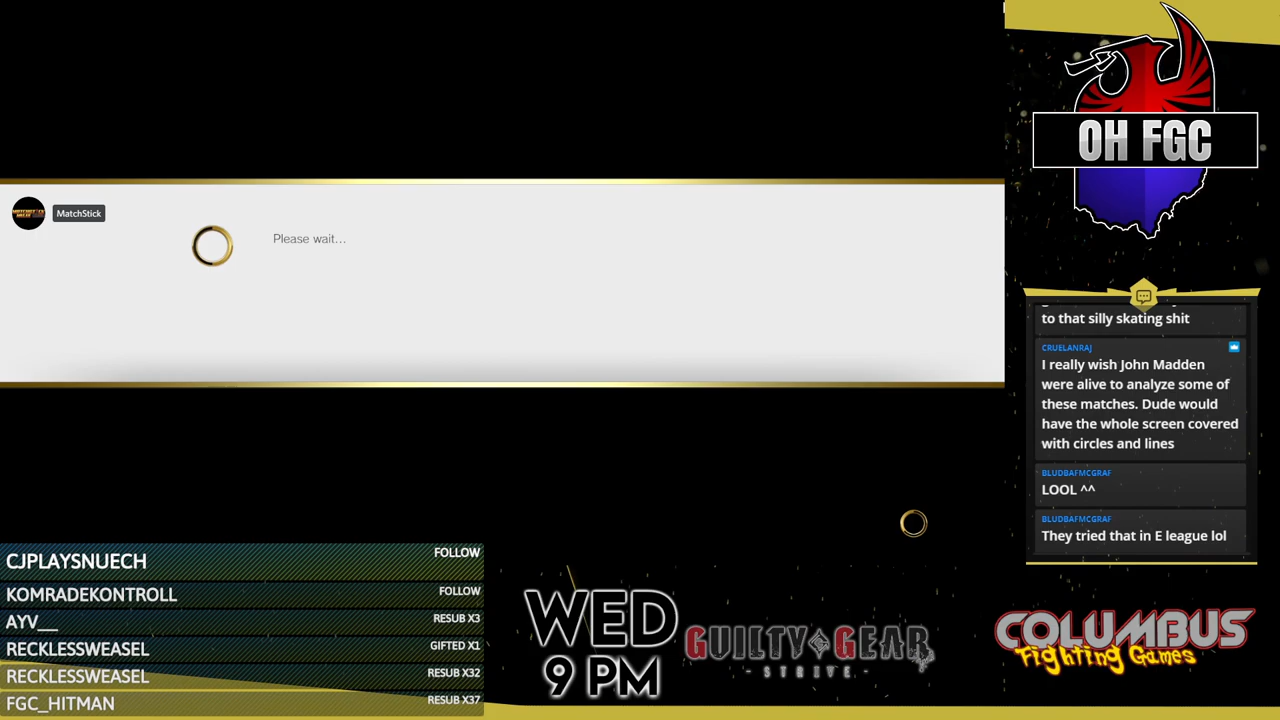 OH FGC
MatchStick
Please wait...
to that silly skating shit
CRUELANRAJ
I really wish John Madden
were alive to analyze some of
these matches. Dude would
have the whole screen covered
with circles and lines
BLUDBAFMCGRAF
LOOL ^^
BLUDBAFMCGRAF
They tried that in E league lol
CJPLAYSNUECH FOLLOW
KOMRADEKONTROLL FOLLOW
AYV__ RESUB X3
RECKLESSWEASEL GIFTED X1
RECKLESSWEASEL RESUB X32
FGC_HITMAN RESUB X37
WED
9 PM
GUILTY GEAR
- STRIVE -
COLUMBUS
Fighting Games